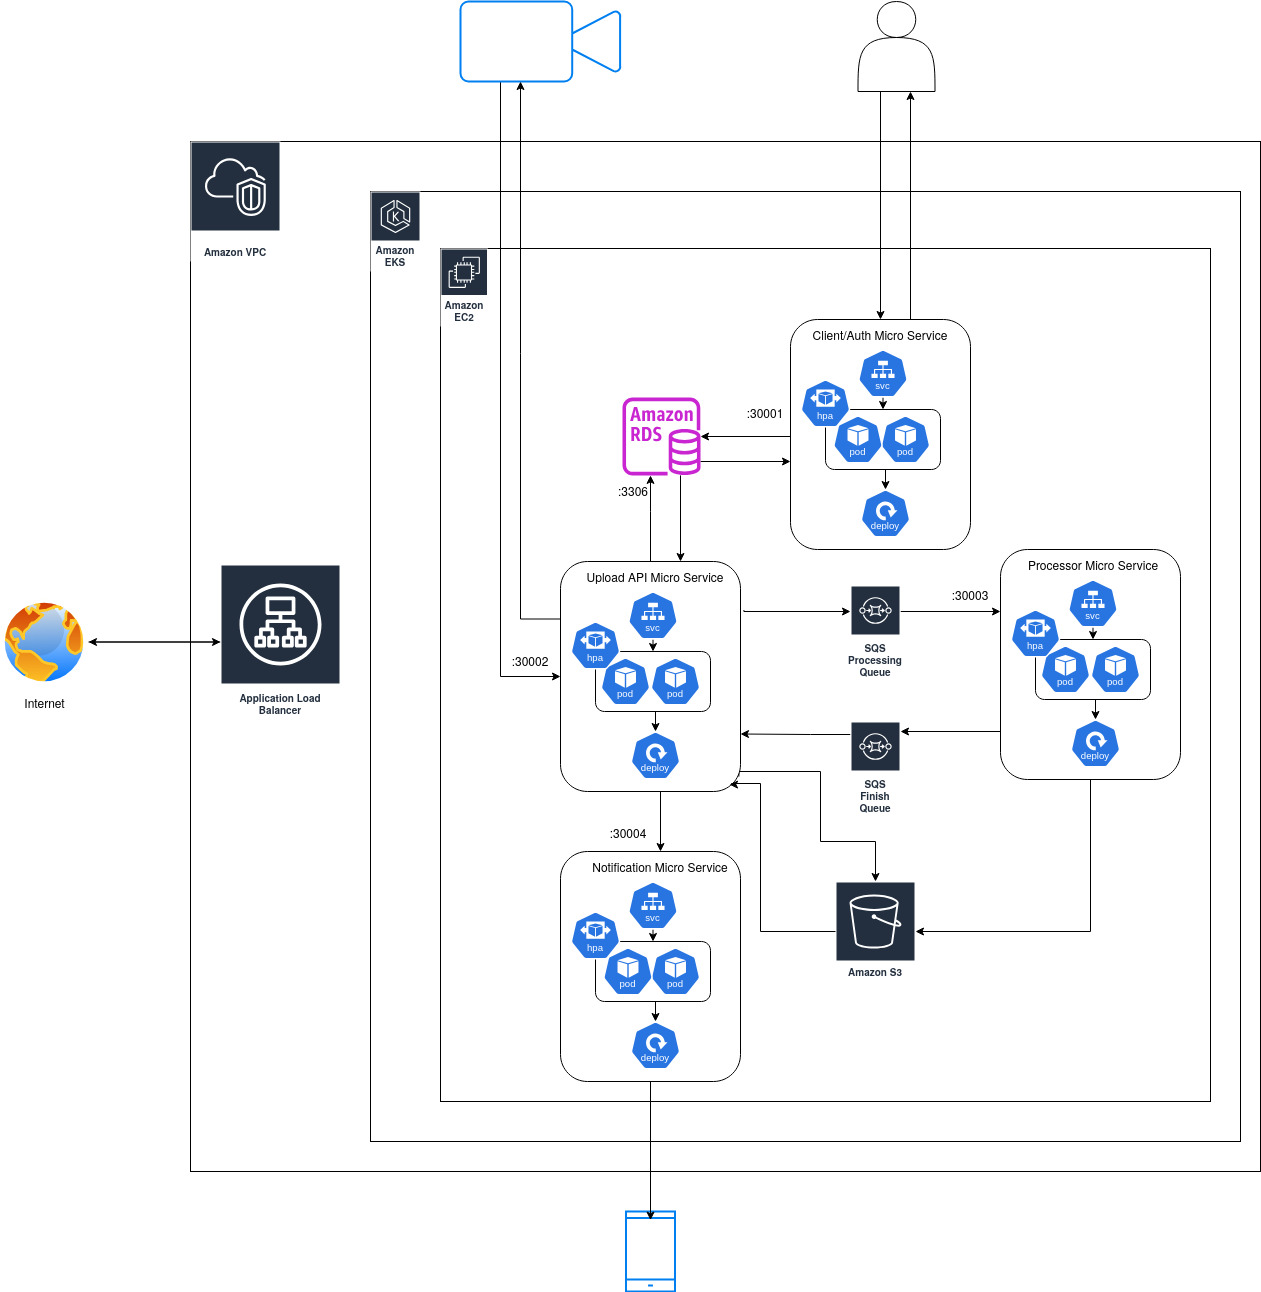 Amazon VPC
Amazon
EKS
Amazon
EC2
Client/Auth Micro Service
svc
hpa
pod
pod
deploy
Amazon
RDS
:30001
:3306
Upload API Micro Service
svc
hpa
pod
pod
deploy
:30002
SQS
Processing
Queue
:30003
Processor Micro Service
svc
hpa
pod
pod
deploy
SQS
Finish
Queue
Internet
Application Load
Balancer
:30004
Notification Micro Service
svc
hpa
pod
pod
deploy
Amazon S3